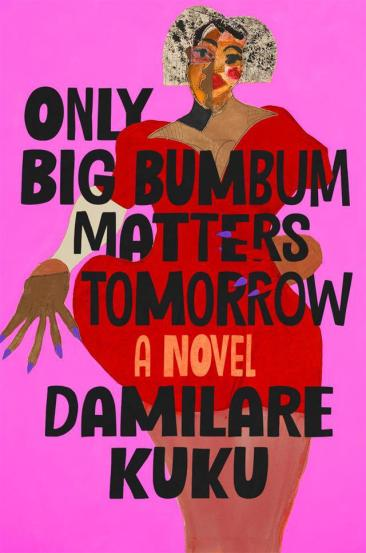 ONLY
BIG BUMBUM
MATTERS
TOMORROW
A NOVEL
DAMILARE
KUKU